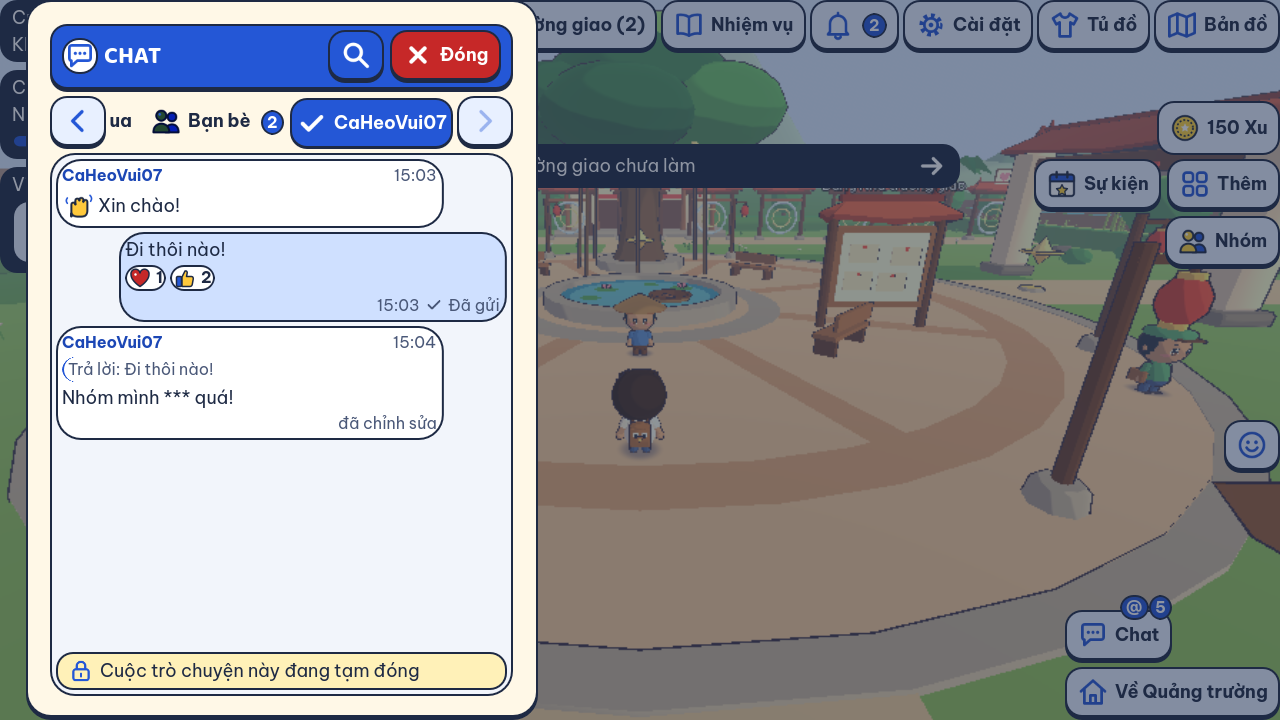 CHAT
Đóng
ua
Bạn bè 2
CaHeoVui07
CaHeoVui07 15:03
Xin chào!
Đi thôi nào!
1 2
15:03 Đã gửi
CaHeoVui07 15:04
Trả lời: Đi thôi nào!
Nhóm mình *** quá!
đã chỉnh sửa
Cuộc trò chuyện này đang tạm đóng
ờng giao (2)
Nhiệm vụ
2
Cài đặt
Tủ đồ
Bản đồ
150 Xu
ờng giao chưa làm
Sự kiện
Thêm
Nhóm
@ 5
Chat
Về Quảng trường